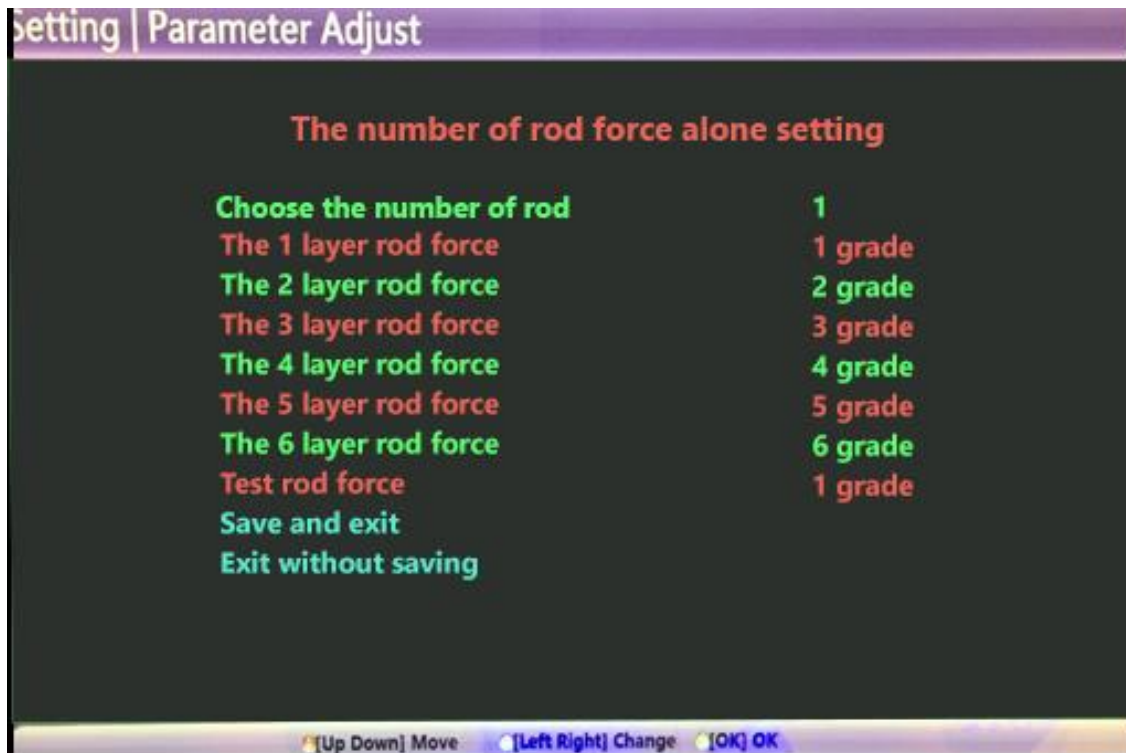 Setting | Parameter Adjust
The number of rod force alone setting
Choose the number of rod 1
The 1 layer rod force 1 grade
The 2 layer rod force 2 grade
The 3 layer rod force 3 grade
The 4 layer rod force 4 grade
The 5 layer rod force 5 grade
The 6 layer rod force 6 grade
Test rod force 1 grade
Save and exit
Exit without saving
[Up Down] Move [Left Right] Change [OK] OK